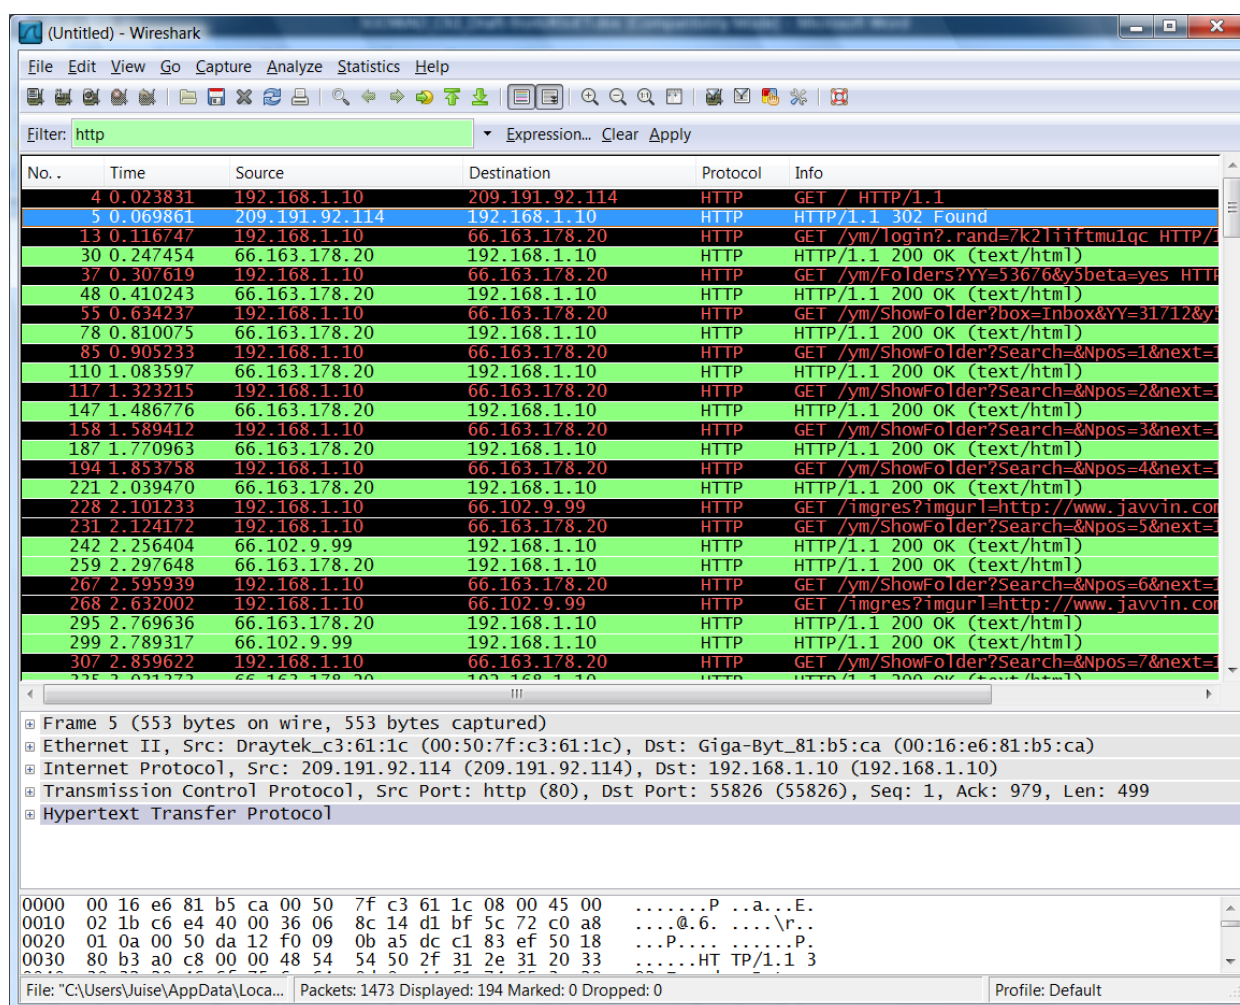 (Untitled) - Wireshark
File Edit View Go Capture Analyze Statistics Help
Filter: http Expression... Clear Apply
No. . Time Source Destination Protocol Info
4 0.023831 192.168.1.10 209.191.92.114 HTTP GET / HTTP/1.1
5 0.069861 209.191.92.114 192.168.1.10 HTTP HTTP/1.1 302 Found
13 0.116747 192.168.1.10 66.163.178.20 HTTP GET /ym/login?.rand=7k2liiftmu1qc HTTP/1
30 0.247454 66.163.178.20 192.168.1.10 HTTP HTTP/1.1 200 OK (text/html)
37 0.307619 192.168.1.10 66.163.178.20 HTTP GET /ym/Folders?YY=53676&y5beta=yes HTTP
48 0.410243 66.163.178.20 192.168.1.10 HTTP HTTP/1.1 200 OK (text/html)
55 0.634237 192.168.1.10 66.163.178.20 HTTP GET /ym/ShowFolder?box=Inbox&YY=31712&y5
78 0.810075 66.163.178.20 192.168.1.10 HTTP HTTP/1.1 200 OK (text/html)
85 0.905233 192.168.1.10 66.163.178.20 HTTP GET /ym/ShowFolder?Search=&Npos=1&next=1
110 1.083597 66.163.178.20 192.168.1.10 HTTP HTTP/1.1 200 OK (text/html)
117 1.323215 192.168.1.10 66.163.178.20 HTTP GET /ym/ShowFolder?Search=&Npos=2&next=1
147 1.486776 66.163.178.20 192.168.1.10 HTTP HTTP/1.1 200 OK (text/html)
158 1.589412 192.168.1.10 66.163.178.20 HTTP GET /ym/ShowFolder?Search=&Npos=3&next=1
187 1.770963 66.163.178.20 192.168.1.10 HTTP HTTP/1.1 200 OK (text/html)
194 1.853758 192.168.1.10 66.163.178.20 HTTP GET /ym/ShowFolder?Search=&Npos=4&next=1
221 2.039470 66.163.178.20 192.168.1.10 HTTP HTTP/1.1 200 OK (text/html)
228 2.101233 192.168.1.10 66.102.9.99 HTTP GET /imgres?imgurl=http://www.javvin.com
231 2.124172 192.168.1.10 66.163.178.20 HTTP GET /ym/ShowFolder?Search=&Npos=5&next=1
242 2.256404 66.102.9.99 192.168.1.10 HTTP HTTP/1.1 200 OK (text/html)
259 2.297648 66.163.178.20 192.168.1.10 HTTP HTTP/1.1 200 OK (text/html)
267 2.595939 192.168.1.10 66.163.178.20 HTTP GET /ym/ShowFolder?Search=&Npos=6&next=1
268 2.632002 192.168.1.10 66.102.9.99 HTTP GET /imgres?imgurl=http://www.javvin.com
295 2.769636 66.163.178.20 192.168.1.10 HTTP HTTP/1.1 200 OK (text/html)
299 2.789317 66.102.9.99 192.168.1.10 HTTP HTTP/1.1 200 OK (text/html)
307 2.859622 192.168.1.10 66.163.178.20 HTTP GET /ym/ShowFolder?Search=&Npos=7&next=1
66.163.178.20 192.168.1.10 HTTP HTTP/1.1 200 OK (text/html)
Frame 5 (553 bytes on wire, 553 bytes captured)
Ethernet II, Src: Draytek_c3:61:1c (00:50:7f:c3:61:1c), Dst: Giga-Byt_81:b5:ca (00:16:e6:81:b5:ca)
Internet Protocol, Src: 209.191.92.114 (209.191.92.114), Dst: 192.168.1.10 (192.168.1.10)
Transmission Control Protocol, Src Port: http (80), Dst Port: 55826 (55826), Seq: 1, Ack: 979, Len: 499
Hypertext Transfer Protocol
0000 00 16 e6 81 b5 ca 00 50 7f c3 61 1c 08 00 45 00 .......P ..a...E.
0010 02 1b c6 e4 40 00 36 06 8c 14 d1 bf 5c 72 c0 a8 ....@.6. ....\r..
0020 01 0a 00 50 da 12 f0 09 0b a5 dc c1 83 ef 50 18 ...P.... ......P.
0030 80 b3 a0 c8 00 00 48 54 54 50 2f 31 2e 31 20 33 ......HT TP/1.1 3
File: "C:\Users\Juise\AppData\Loca... Packets: 1473 Displayed: 194 Marked: 0 Dropped: 0 Profile: Default